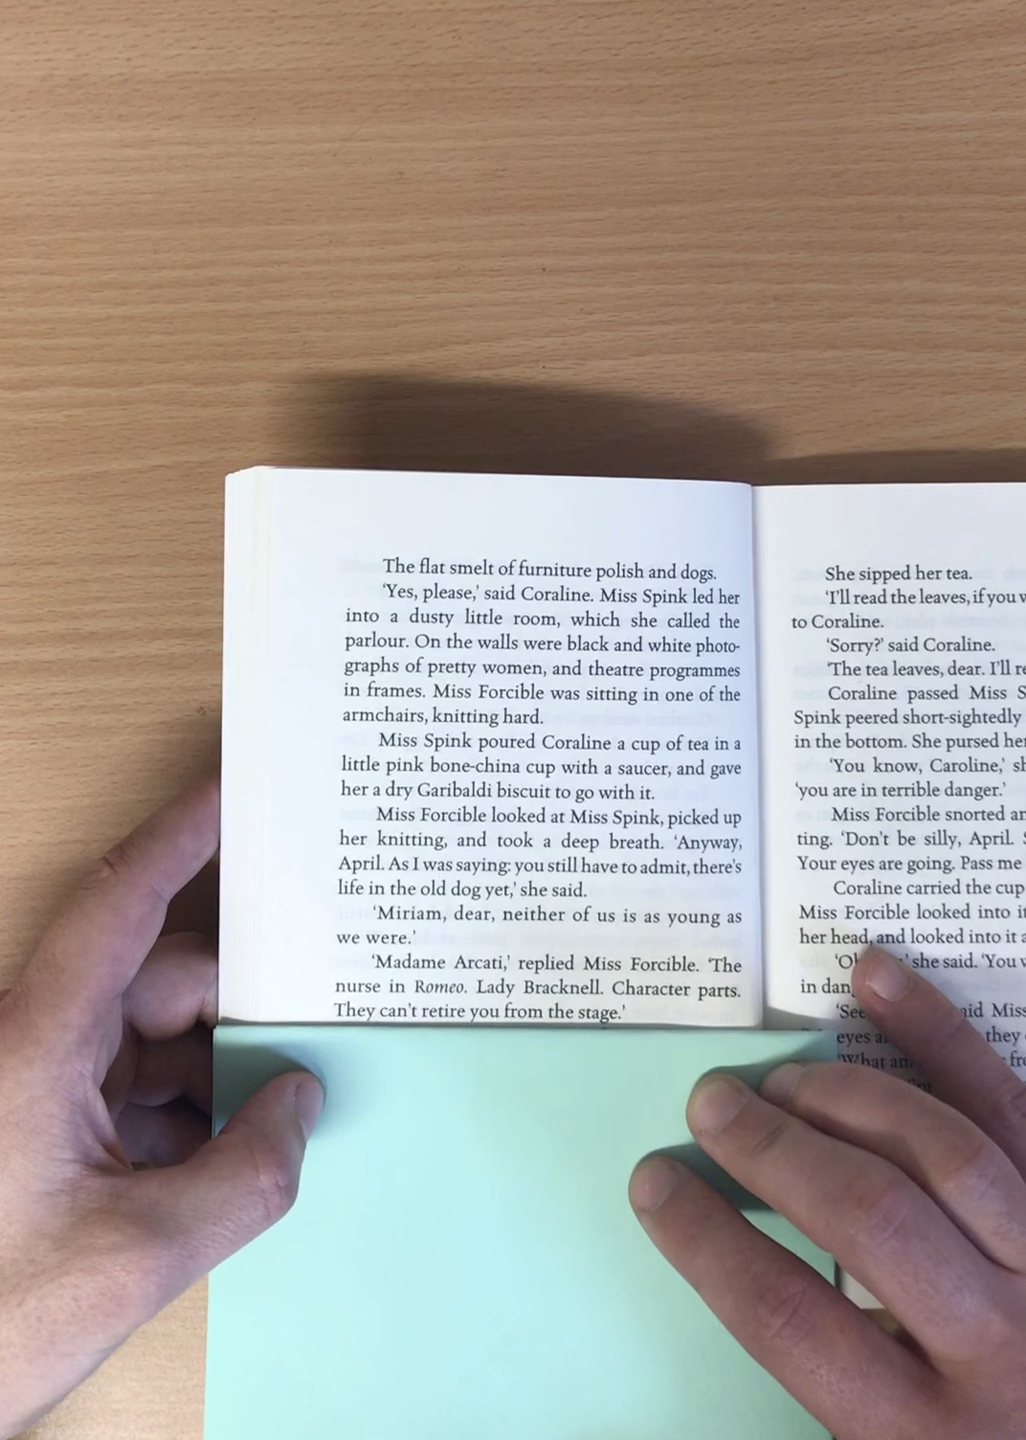 The flat smelt of furniture polish and dogs.
'Yes, please,' said Coraline. Miss Spink led her
into a dusty little room, which she called the
parlour. On the walls were black and white photo-
graphs of pretty women, and theatre programmes
in frames. Miss Forcible was sitting in one of the
armchairs, knitting hard.
Miss Spink poured Coraline a cup of tea in a
little pink bone-china cup with a saucer, and gave
her a dry Garibaldi biscuit to go with it.
Miss Forcible looked at Miss Spink, picked up
her knitting, and took a deep breath. 'Anyway,
April. As I was saying: you still have to admit, there's
life in the old dog yet,' she said.
'Miriam, dear, neither of us is as young as
we were.'
'Madame Arcati,' replied Miss Forcible. 'The
nurse in Romeo. Lady Bracknell. Character parts.
They can't retire you from the stage.'
She sipped her tea.
'I'll read the leaves, if you
to Coraline.
'Sorry?' said Coraline.
'The tea leaves, dear. I'll
Coraline passed Miss
Spink peered short-sightedly
in the bottom. She pursed her
'You know, Caroline,'
'you are in terrible danger.'
Miss Forcible snorted
ting. 'Don't be silly, April.
Your eyes are going. Pass me
Coraline carried the cup
Miss Forcible looked into
her head, and looked into it
she said. 'You
in
'See Miss
eyes they
'What